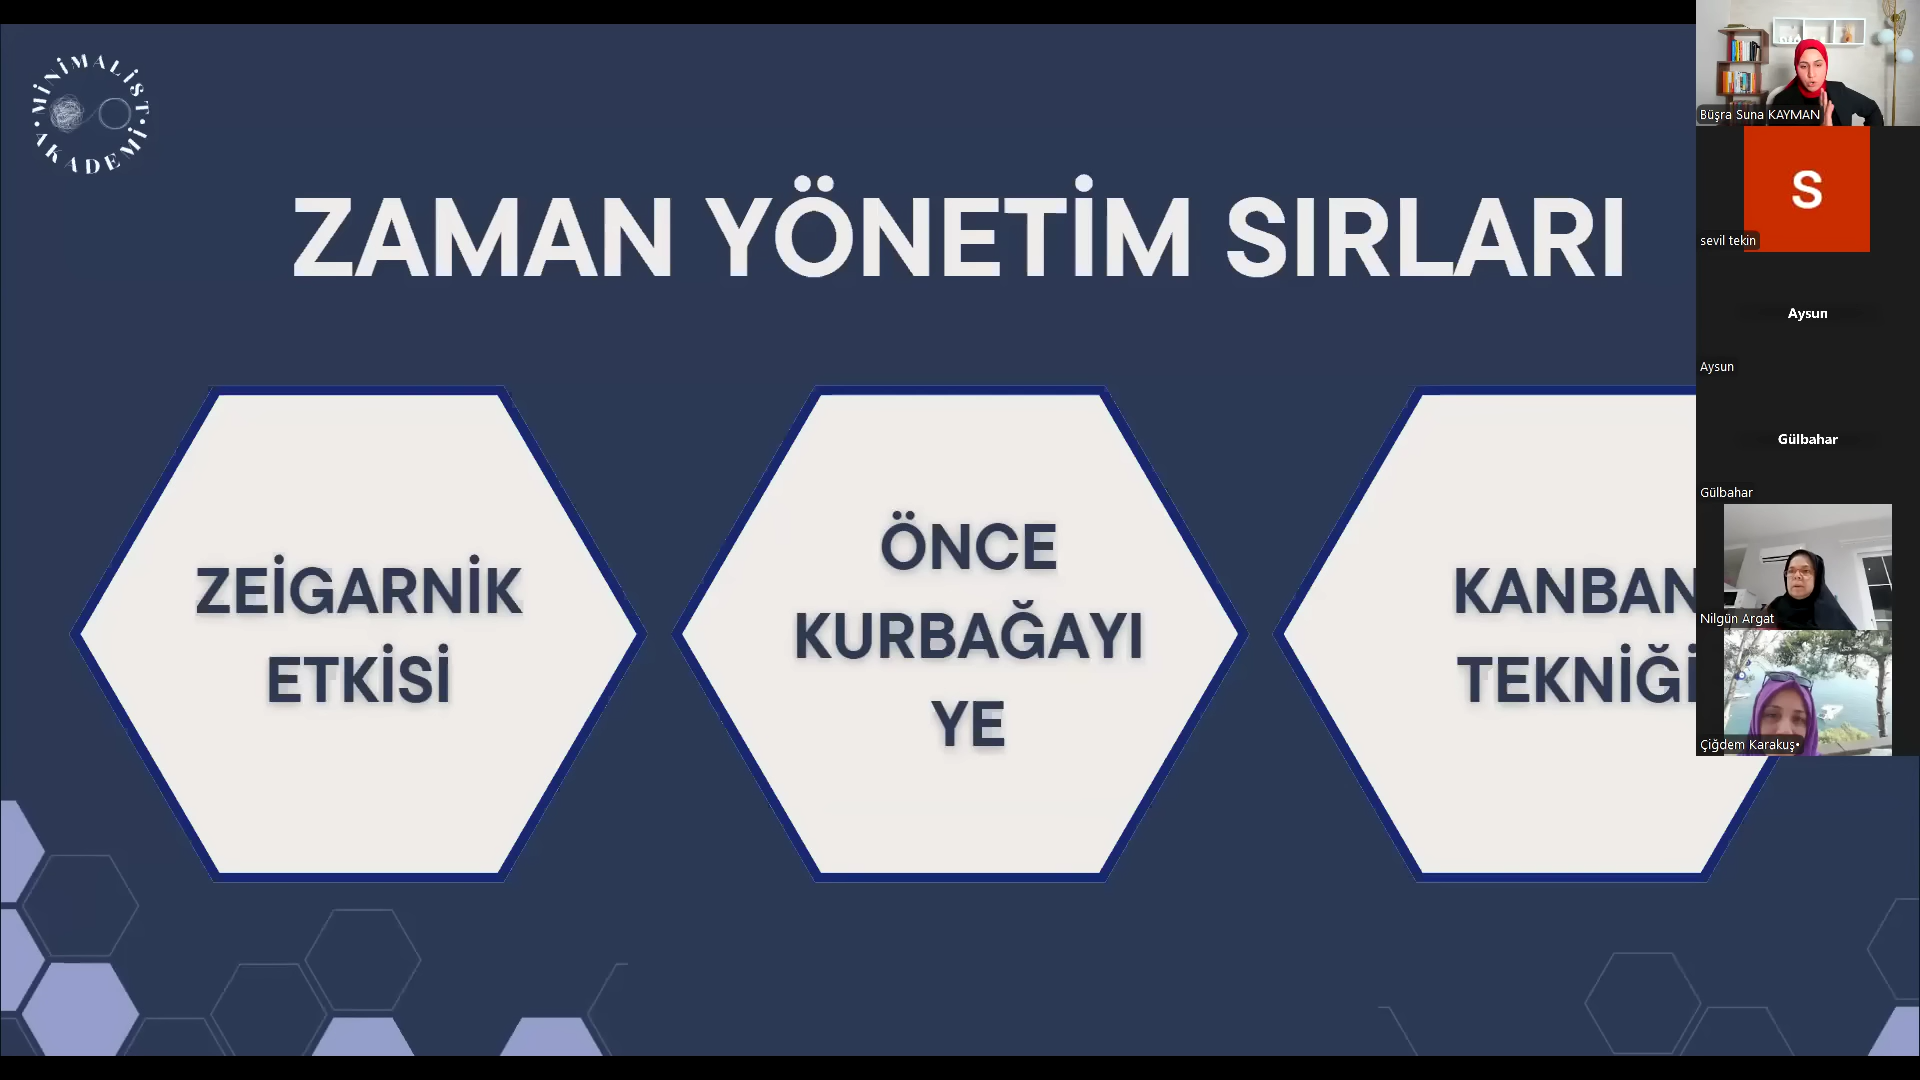 MİNİMALİST
AKADEMİ
ZAMAN YÖNETİM SIRLARI
ZEİGARNİK
ETKİSİ
ÖNCE
KURBAĞAYI
YE
KANBAN
TEKNİĞİ
Büşra Suna KAYMAN
S
sevil tekin
Aysun
Aysun
Gülbahar
Gülbahar
Nilgün Argat
Çiğdem Karakuş•